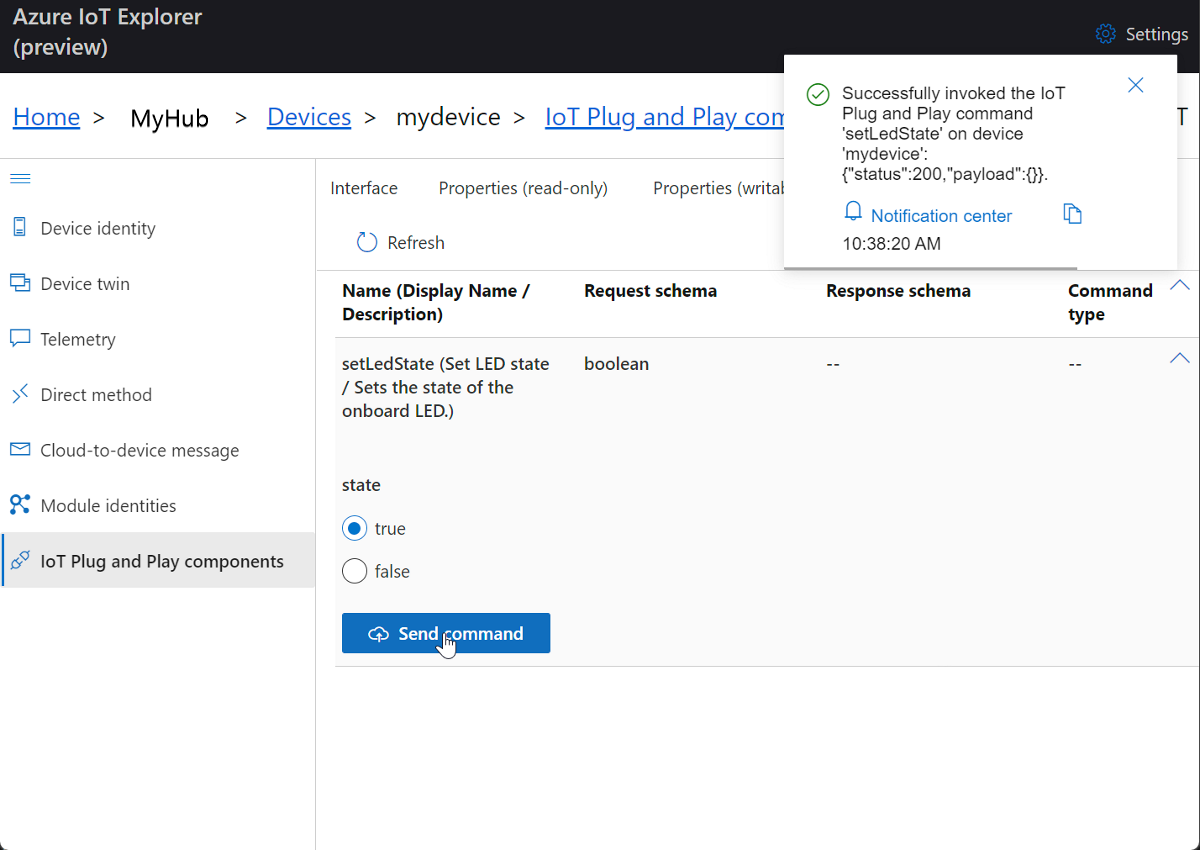 Azure IoT Explorer
(preview)
Settings
Home > MyHub > Devices > mydevice > IoT Plug and Play com
T
Successfully invoked the IoT
Plug and Play command
'setLedState' on device
'mydevice':
{"status":200,"payload":{}}.
Notification center
10:38:20 AM
Device identity
Device twin
Telemetry
Direct method
Cloud-to-device message
Module identities
IoT Plug and Play components
Interface Properties (read-only) Properties (writab
Refresh
Name (Display Name /
Description)
Request schema
Response schema
Command
type
setLedState (Set LED state
/ Sets the state of the
onboard LED.)
boolean
--
--
state
true
false
Send command